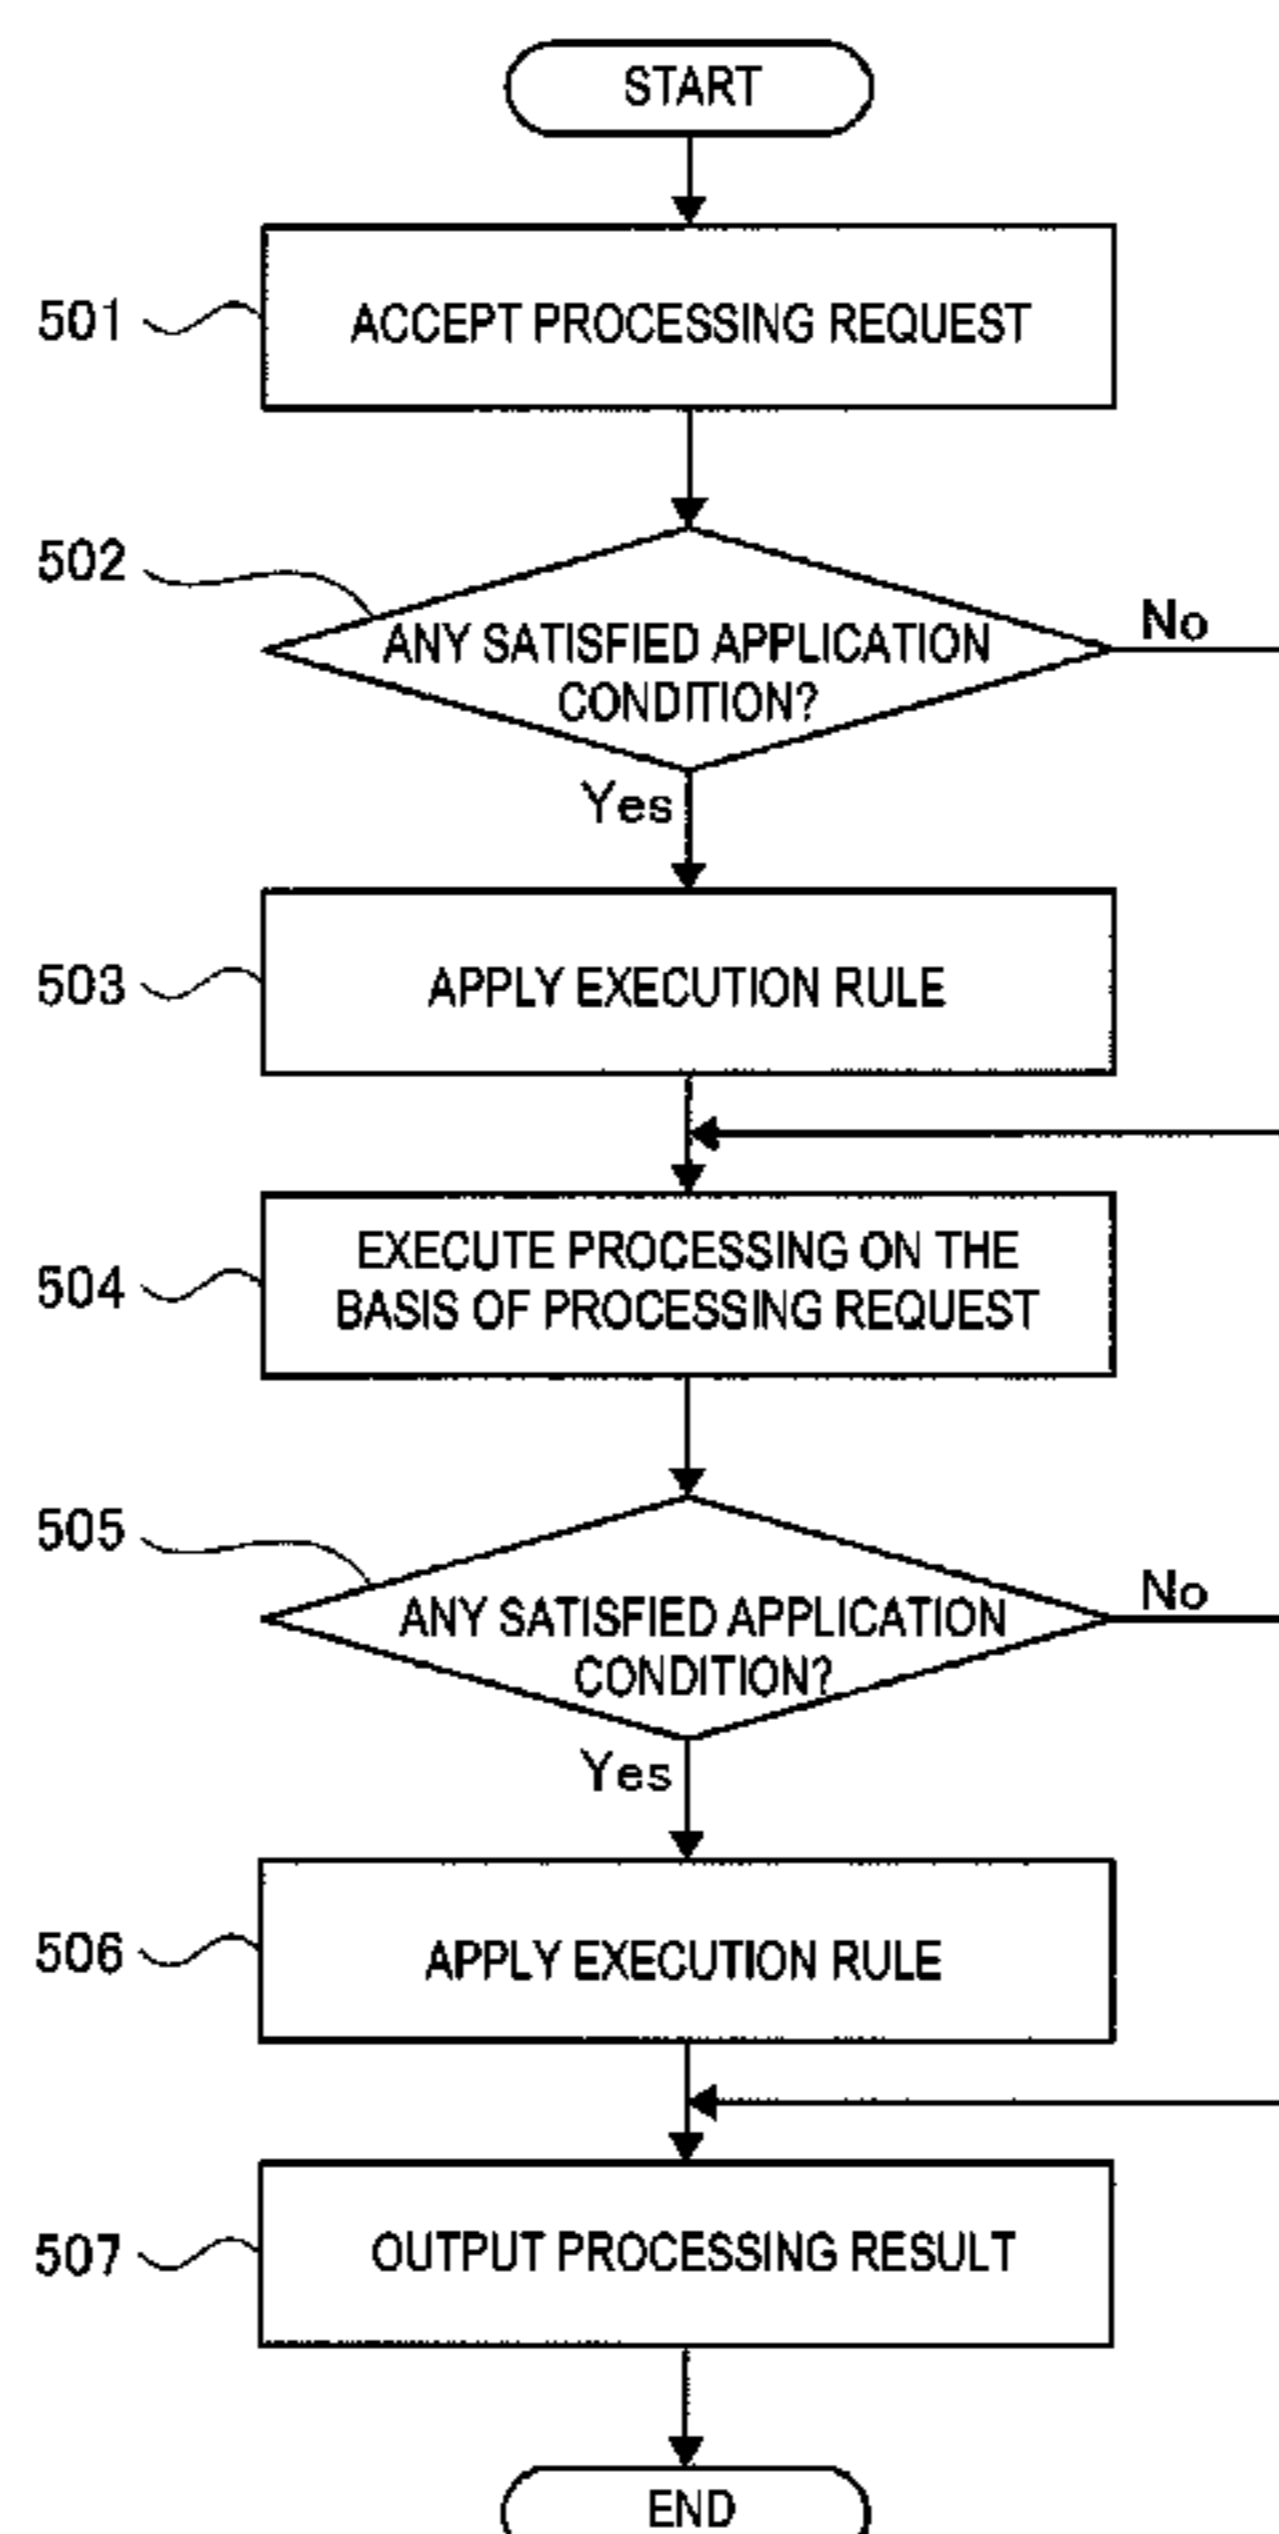 START
501
ACCEPT PROCESSING REQUEST
502
ANY SATISFIED APPLICATION
CONDITION?
No
Yes
503
APPLY EXECUTION RULE
504
EXECUTE PROCESSING ON THE
BASIS OF PROCESSING REQUEST
505
ANY SATISFIED APPLICATION
CONDITION?
No
Yes
506
APPLY EXECUTION RULE
507
OUTPUT PROCESSING RESULT
END